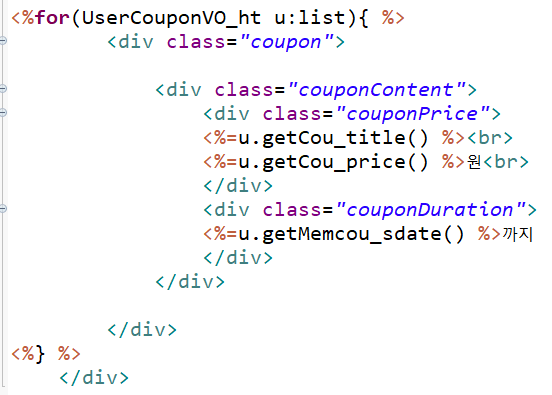 <%for(UserCouponVO_ht u:list){ %>
<div class="coupon">
<div class="couponContent">
<div class="couponPrice">
<%=u.getCou_title() %><br>
<%=u.getCou_price() %>원<br>
</div>
<div class="couponDuration">
<%=u.getMemcou_sdate() %>까지
</div>
</div>
</div>
<%} %>
</div>